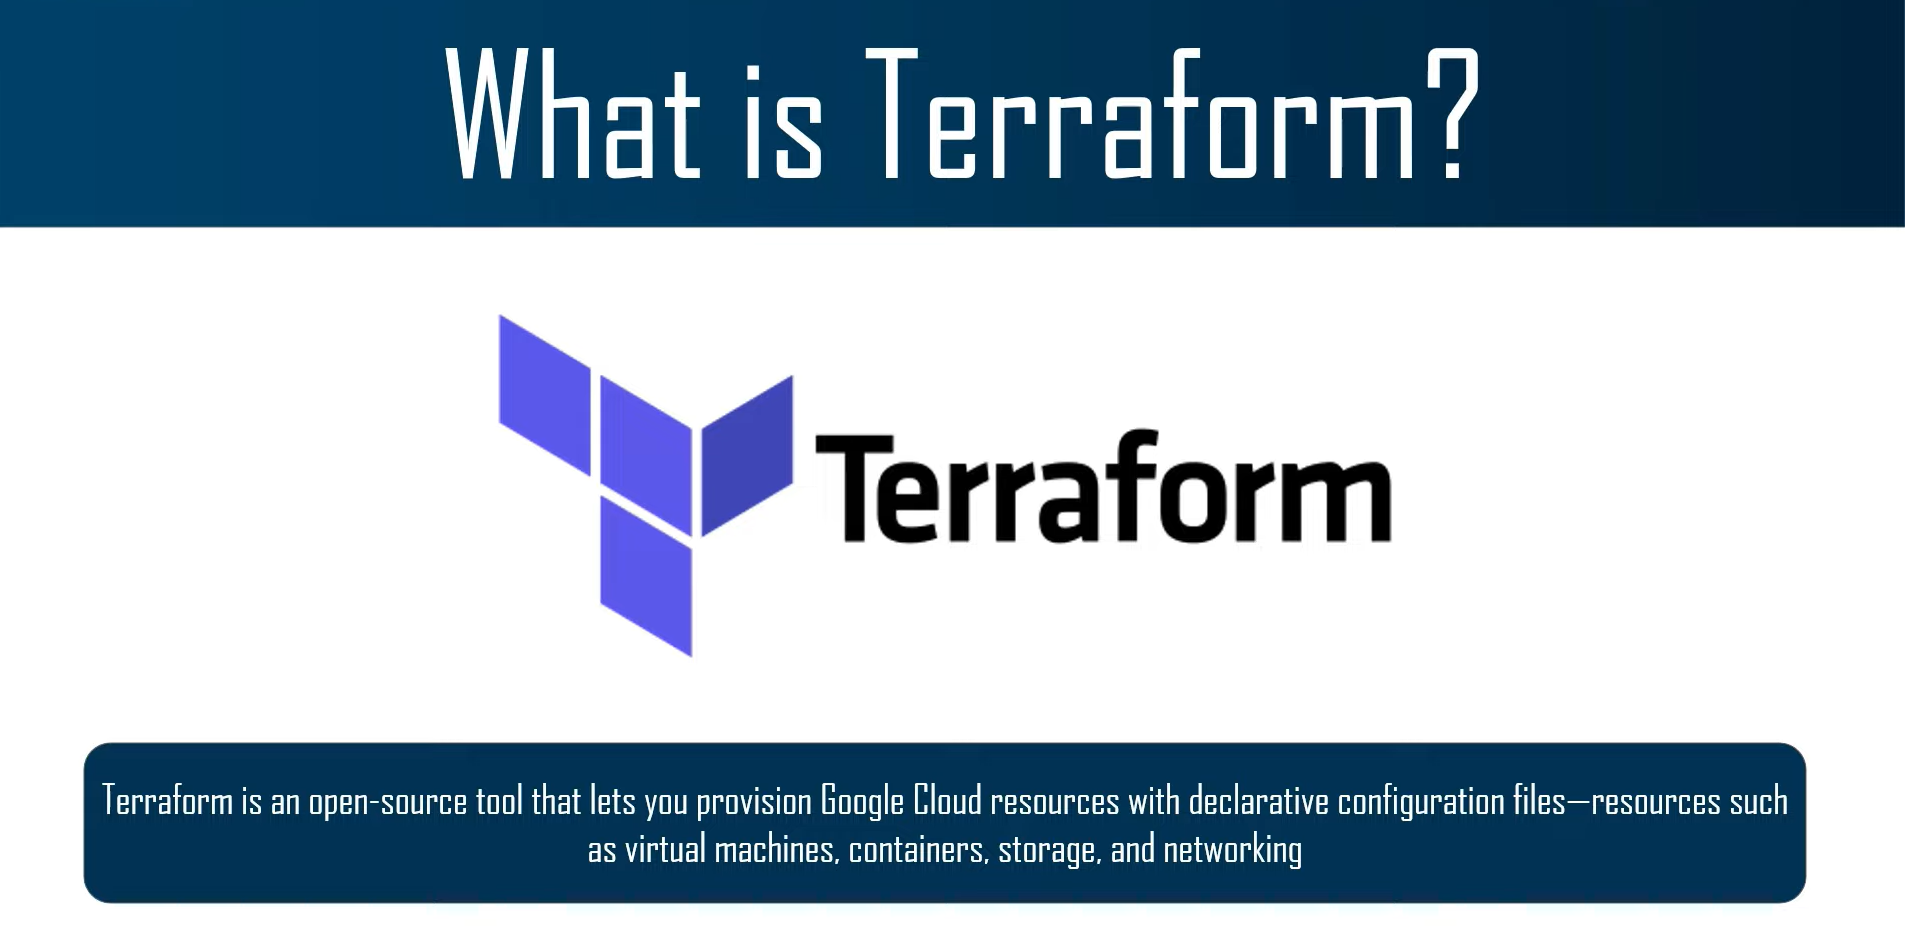 What is Terraform?
Terraform
Terraform is an open-source tool that lets you provision Google Cloud resources with declarative configuration files—resources such
as virtual machines, containers, storage, and networking